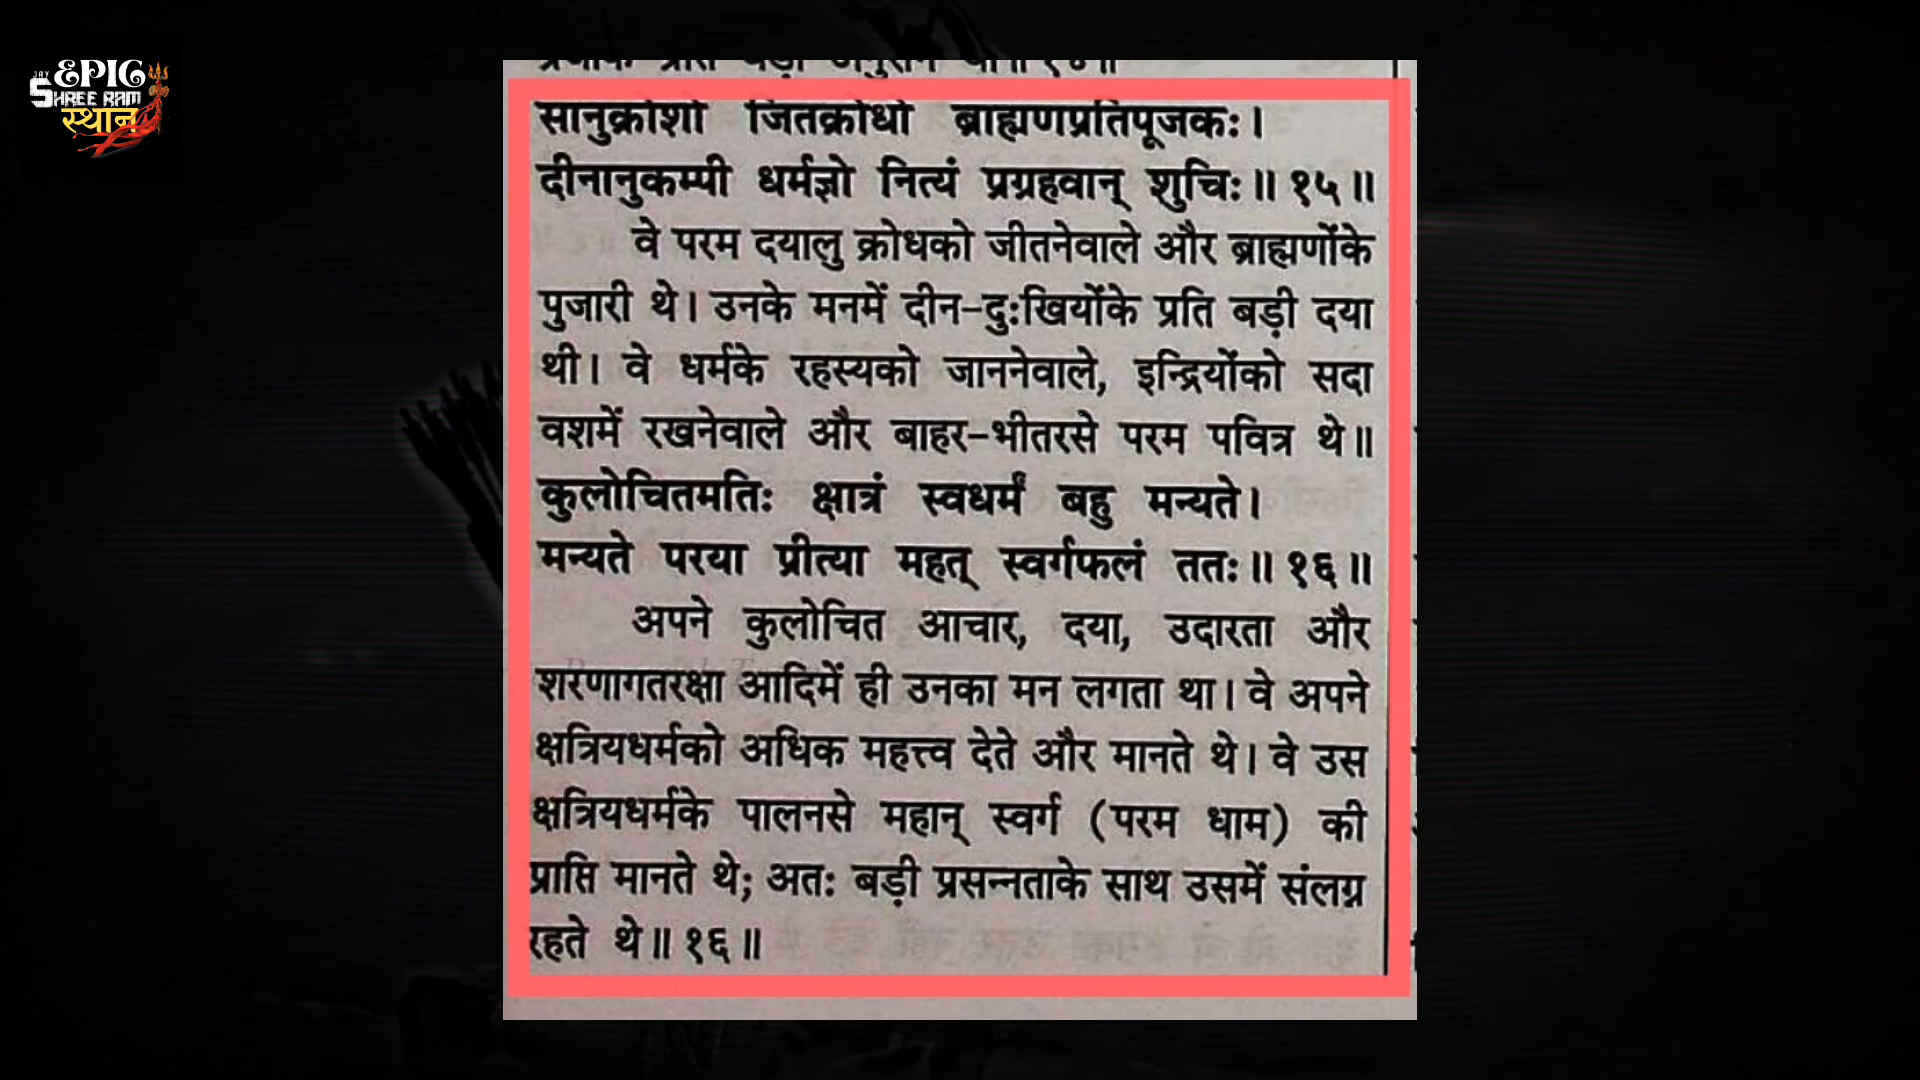 JAY
EPIC
SHREE RAM
स्थान
सानुक्रोशो जितक्रोधो ब्राह्मणप्रतिपूजकः।
दीनानुकम्पी धर्मज्ञो नित्यं प्रग्रहवान् शुचिः॥ १५॥
वे परम दयालु क्रोधको जीतनेवाले और ब्राह्मणोंके
पुजारी थे। उनके मनमें दीन-दुःखियोंके प्रति बड़ी दया
थी। वे धर्मके रहस्यको जाननेवाले, इन्द्रियोंको सदा
वशमें रखनेवाले और बाहर-भीतरसे परम पवित्र थे॥
कुलोचितमतिः क्षात्रं स्वधर्मं बहु मन्यते।
मन्यते परया प्रीत्या महत् स्वर्गफलं ततः॥ १६॥
अपने कुलोचित आचार, दया, उदारता और
शरणागतरक्षा आदिमें ही उनका मन लगता था। वे अपने
क्षत्रियधर्मको अधिक महत्त्व देते और मानते थे। वे उस
क्षत्रियधर्मके पालनसे महान् स्वर्ग (परम धाम) की
प्राप्ति मानते थे; अतः बड़ी प्रसन्नताके साथ उसमें संलग्न
रहते थे॥ १६॥